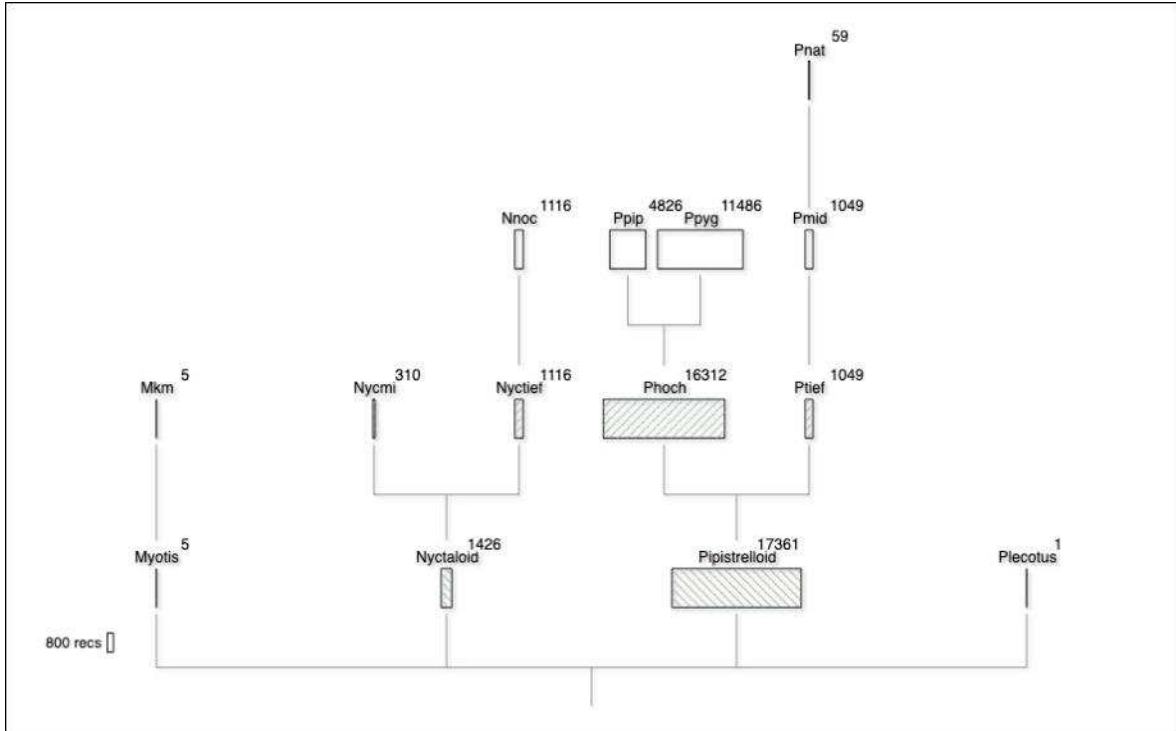 Pnat 59
Nnoc 1116 Ppip 4826 Ppyg 11486 Pmid 1049
Mkm 5 Nycmi 310 Nyctief 1116 Phoch 16312 Ptief 1049
Myotis 5 Nyctaloid 1426 Pipistrelloid 17361 Plecotus 1
800 recs